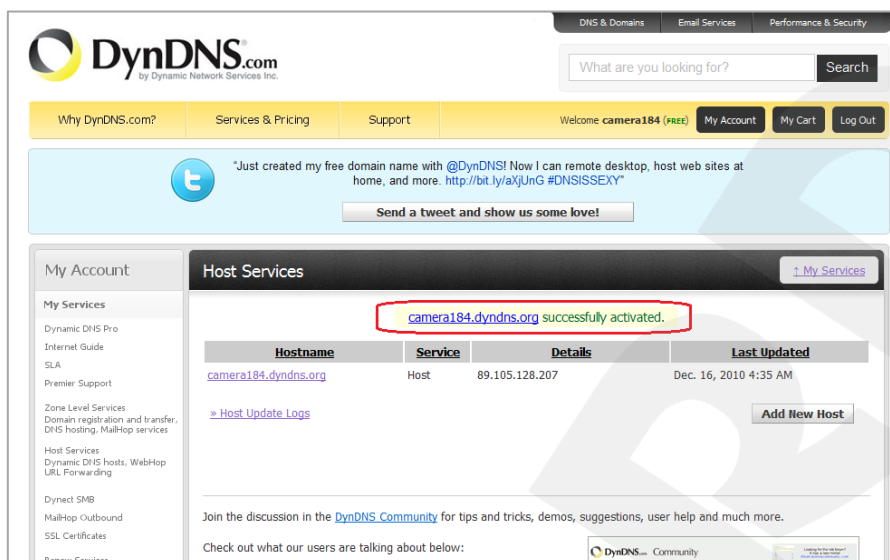 DNS & Domains Email Services Performance & Security
DynDNS.com
by Dynamic Network Services Inc.
What are you looking for? Search
Why DynDNS.com? Services & Pricing Support Welcome camera184 (FREE) My Account My Cart Log Out
"Just created my free domain name with @DynDNS! Now I can remote desktop, host web sites at
home, and more. http://bit.ly/aXjUnG #DNSISSEXY"
Send a tweet and show us some love!
My Account
Host Services
↑ My Services
My Services
Dynamic DNS Pro
Internet Guide
SLA
Premier Support
Zone Level Services
Domain registration and transfer,
DNS hosting, MailHop services
Host Services
Dynamic DNS hosts, WebHop
URL Forwarding
Dynect SMB
MailHop Outbound
SSL Certificates
camera184.dyndns.org successfully activated.
Hostname Service Details Last Updated
camera184.dyndns.org Host 89.105.128.207 Dec. 16, 2010 4:35 AM
» Host Update Logs
Add New Host
Join the discussion in the DynDNS Community for tips and tricks, demos, suggestions, user help and much more.
Check out what our users are talking about below:
DynDNS.com Community